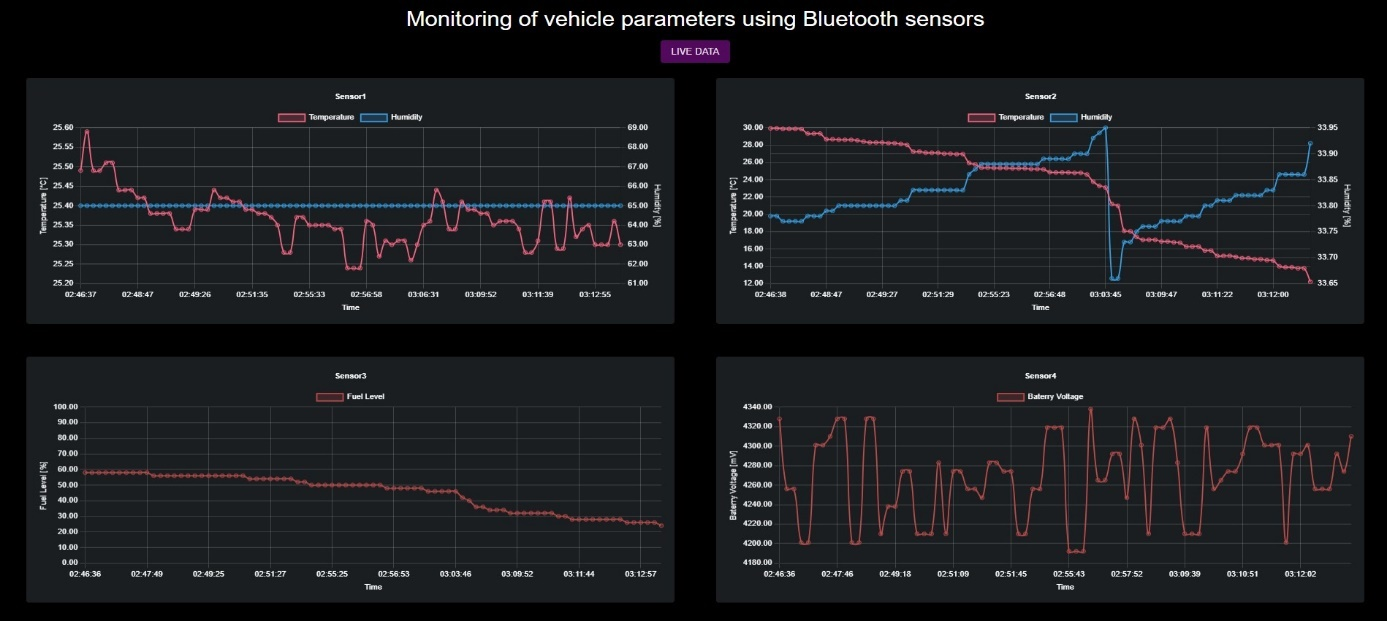 Monitoring of vehicle parameters using Bluetooth sensors
LIVE DATA
Sensor1
Temperature Humidity
25.60
25.55
25.50
25.45
25.40
25.35
25.30
25.25
25.20
Temperature [°C]
69.00
68.00
67.00
66.00
65.00
64.00
63.00
62.00
61.00
Humidity [%]
02:46:37 02:48:47 02:49:26 02:51:35 02:55:33 02:56:58 03:06:31 03:09:52 03:11:39 03:12:55
Time
Sensor2
Temperature Humidity
30.00
28.00
26.00
24.00
22.00
20.00
18.00
16.00
14.00
12.00
Temperature [°C]
33.95
33.90
33.85
33.80
33.75
33.70
33.65
Humidity [%]
02:46:38 02:48:47 02:49:27 02:51:29 02:55:23 02:56:48 03:03:45 03:09:47 03:11:22 03:12:00
Time
Sensor3
Fuel Level
100.00
90.00
80.00
70.00
60.00
50.00
40.00
30.00
20.00
10.00
0.00
Fuel Level [%]
02:46:36 02:47:49 02:49:25 02:51:27 02:55:25 02:56:53 03:03:46 03:09:52 03:11:44 03:12:57
Time
Sensor4
Baterry Voltage
4340.00
4320.00
4300.00
4280.00
4260.00
4240.00
4220.00
4200.00
4180.00
Baterry Voltage [mV]
02:46:36 02:47:46 02:49:18 02:51:09 02:51:45 02:55:43 02:57:52 03:09:39 03:10:51 03:12:02
Time